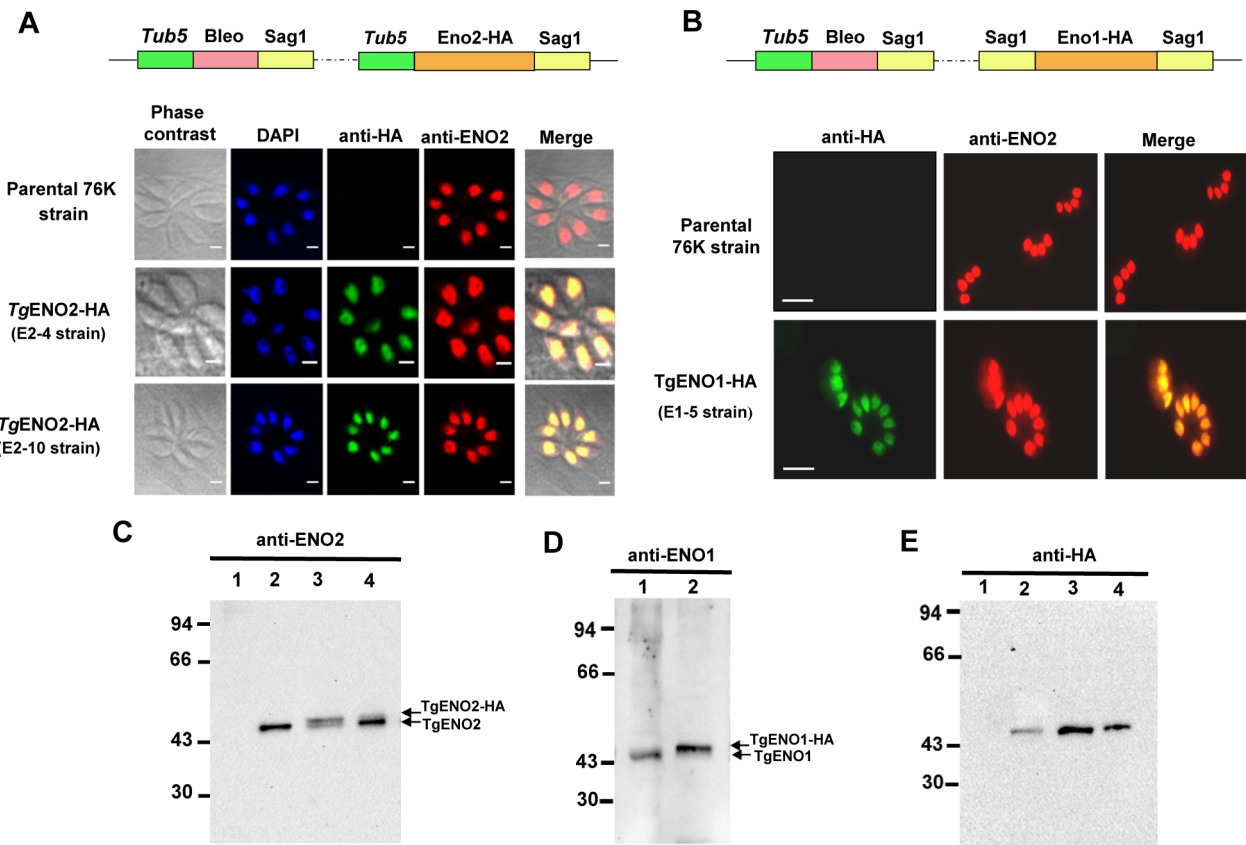 A
Tub5 Bleo Sag1 Tub5 Eno2-HA Sag1
Phase
contrast DAPI anti-HA anti-ENO2 Merge
Parental 76K
strain
TgENO2-HA
(E2-4 strain)
TgENO2-HA
(E2-10 strain)
B
Tub5 Bleo Sag1 Sag1 Eno1-HA Sag1
anti-HA anti-ENO2 Merge
Parental
76K strain
TgENO1-HA
(E1-5 strain)
C
anti-ENO2
1 2 3 4
94
66
43
30
TgENO2-HA
TgENO2
D
anti-ENO1
1 2
94
66
43
30
TgENO1-HA
TgENO1
E
anti-HA
1 2 3 4
94
66
43
30